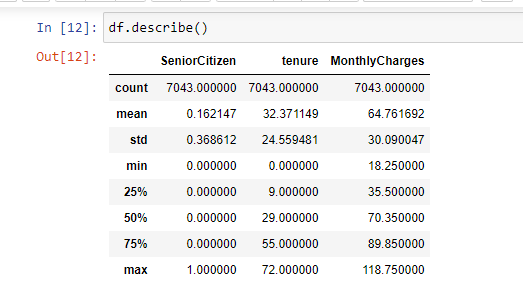 In [12]: df.describe()
Out[12]:
SeniorCitizen tenure MonthlyCharges
count 7043.000000 7043.000000 7043.000000
mean 0.162147 32.371149 64.761692
std 0.368612 24.559481 30.090047
min 0.000000 0.000000 18.250000
25% 0.000000 9.000000 35.500000
50% 0.000000 29.000000 70.350000
75% 0.000000 55.000000 89.850000
max 1.000000 72.000000 118.750000